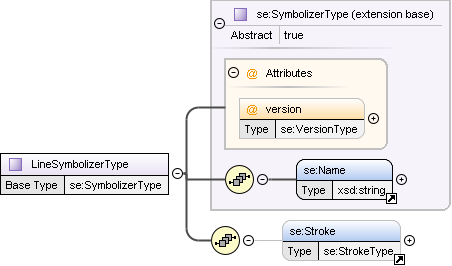 se:SymbolizerType (extension base)
Abstract true
@ Attributes
@ version
Type se:VersionType
LineSymbolizerType
Base Type se:SymbolizerType
se:Name
Type xsd:string
se:Stroke
Type se:StrokeType